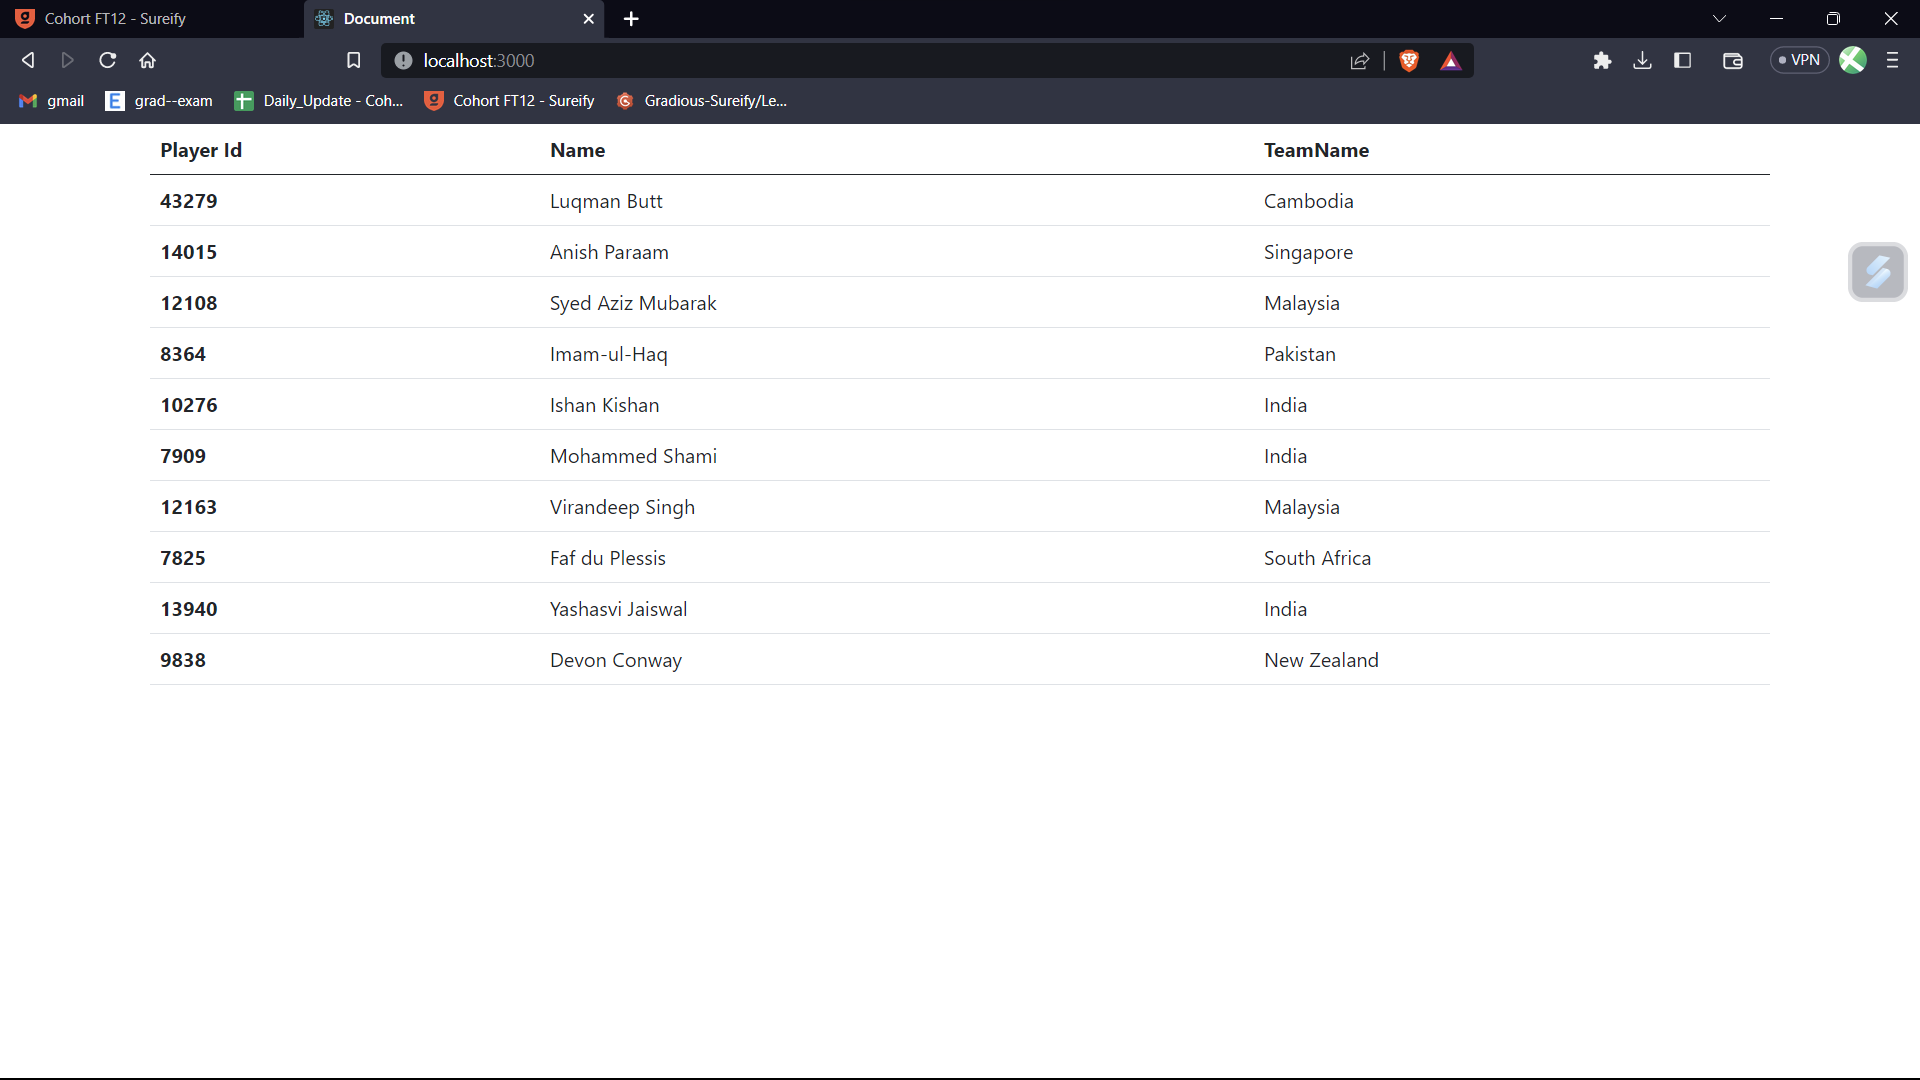 Cohort FT12 - Sureify Document
localhost:3000 VPN
gmail grad--exam Daily_Update - Coh... Cohort FT12 - Sureify Gradious-Sureify/Le...
Player Id Name TeamName
43279 Luqman Butt Cambodia
14015 Anish Paraam Singapore
12108 Syed Aziz Mubarak Malaysia
8364 Imam-ul-Haq Pakistan
10276 Ishan Kishan India
7909 Mohammed Shami India
12163 Virandeep Singh Malaysia
7825 Faf du Plessis South Africa
13940 Yashasvi Jaiswal India
9838 Devon Conway New Zealand